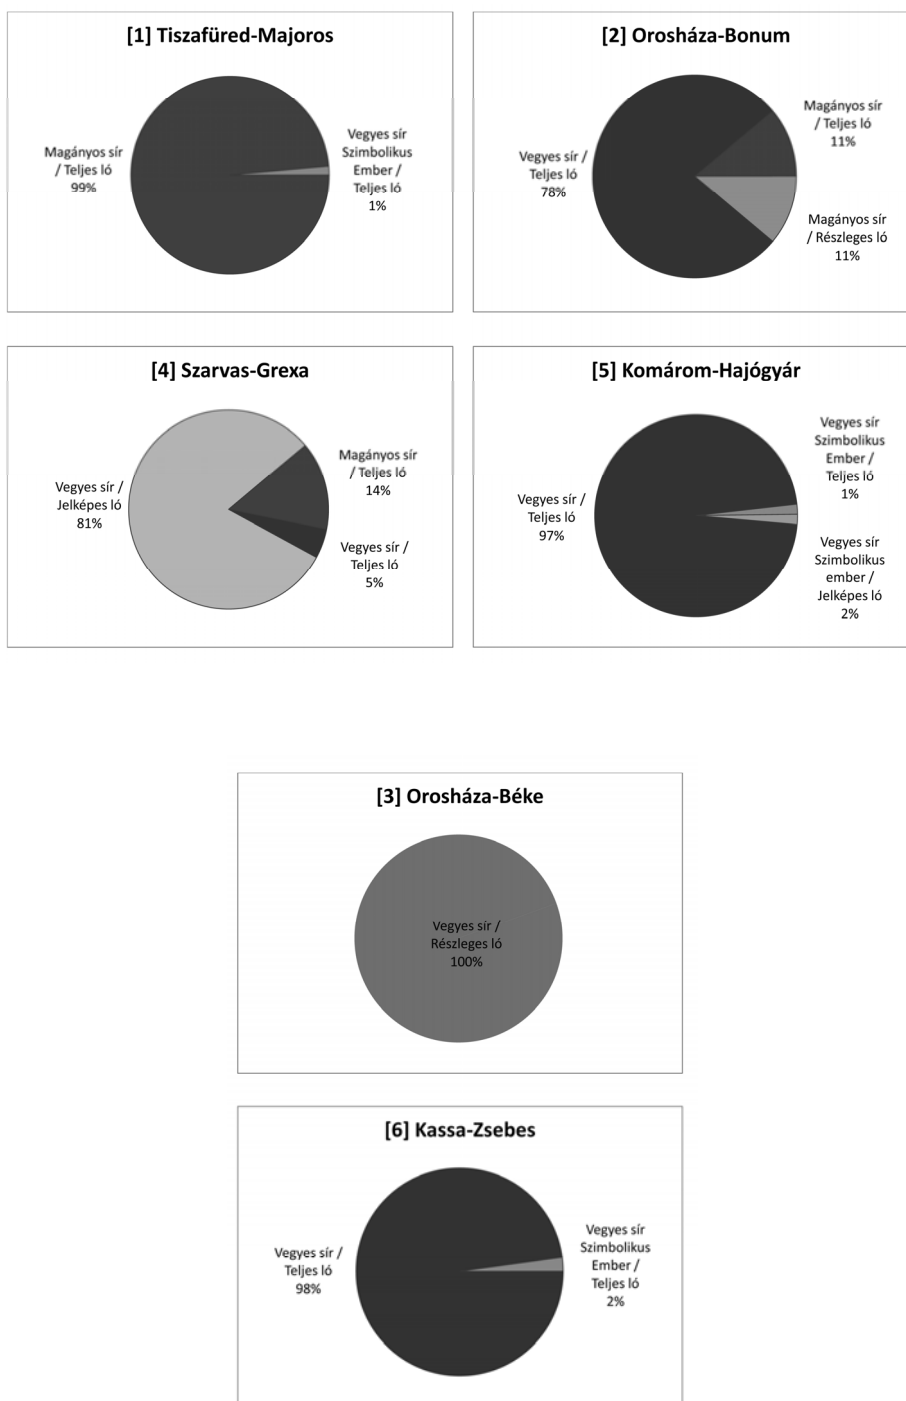 [1] Tiszafüred-Majoros
Magányos sír
/ Teljes ló
99%
Vegyes sír
Szimbolikus
Ember /
Teljes ló
1%
[2] Orosháza-Bonum
Vegyes sír /
Teljes ló
78%
Magányos sír
/ Teljes ló
11%
Magányos sír
/ Részleges ló
11%
[4] Szarvas-Grexa
Vegyes sír /
Jelképes ló
81%
Magányos sír
/ Teljes ló
14%
Vegyes sír /
Teljes ló
5%
[5] Komárom-Hajógyár
Vegyes sír /
Teljes ló
97%
Vegyes sír
Szimbolikus
Ember /
Teljes ló
1%
Vegyes sír
Szimbolikus
ember /
Jelképes ló
2%
[3] Orosháza-Béke
Vegyes sír /
Részleges ló
100%
[6] Kassa-Zsebes
Vegyes sír /
Teljes ló
98%
Vegyes sír
Szimbolikus
Ember /
Teljes ló
2%